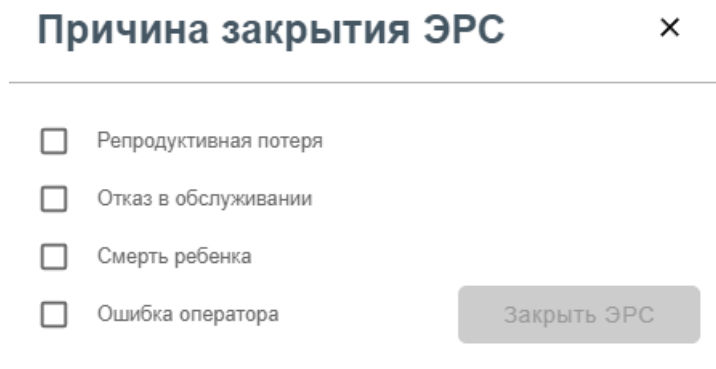 Причина закрытия ЭРС
Репродуктивная потеря
Отказ в обслуживании
Смерть ребенка
Ошибка оператора
Закрыть ЭРС